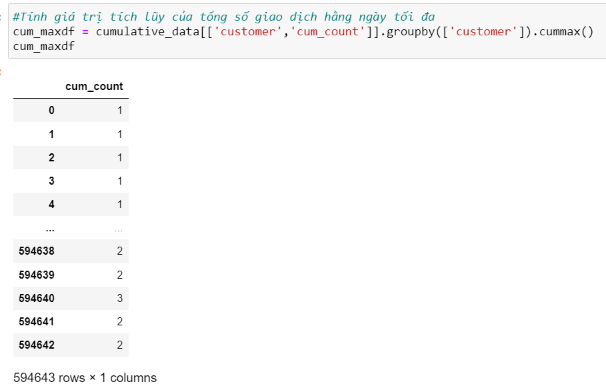 #Tính giá trị tích lũy của tổng số giao dịch hằng ngày tối đa
cum_maxdf = cumulative_data[['customer','cum_count']].groupby(['customer']).cummax()
cum_maxdf
cum_count
0 1
1 1
2 1
3 1
4 1
... ...
594638 2
594639 2
594640 3
594641 2
594642 2
594643 rows × 1 columns